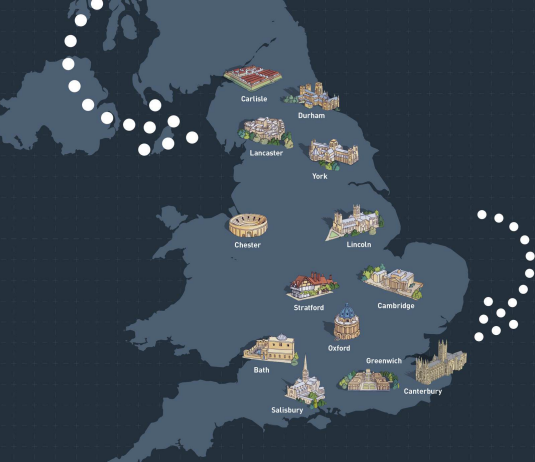 Carlisle
Durham
Lancaster
York
Chester
Lincoln
Stratford
Cambridge
Oxford
Bath
Greenwich
Canterbury
Salisbury